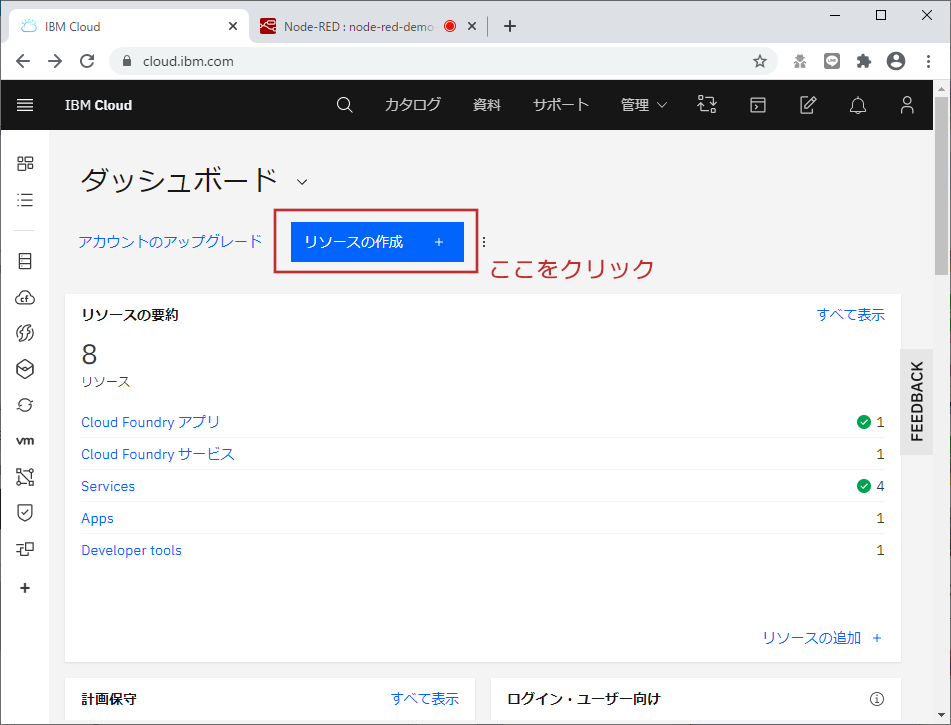 IBM Cloud
Node-RED : node-red-demo
cloud.ibm.com
IBM Cloud カタログ 資料 サポート 管理
ダッシュボード
アカウントのアップグレード リソースの作成 +
ここをクリック
リソースの要約 すべて表示
8
リソース
Cloud Foundry アプリ 1
Cloud Foundry サービス 1
Services 4
Apps 1
Developer tools 1
リソースの追加 +
FEEDBACK
cf
vm
計画保守 すべて表示
ログイン・ユーザー向け